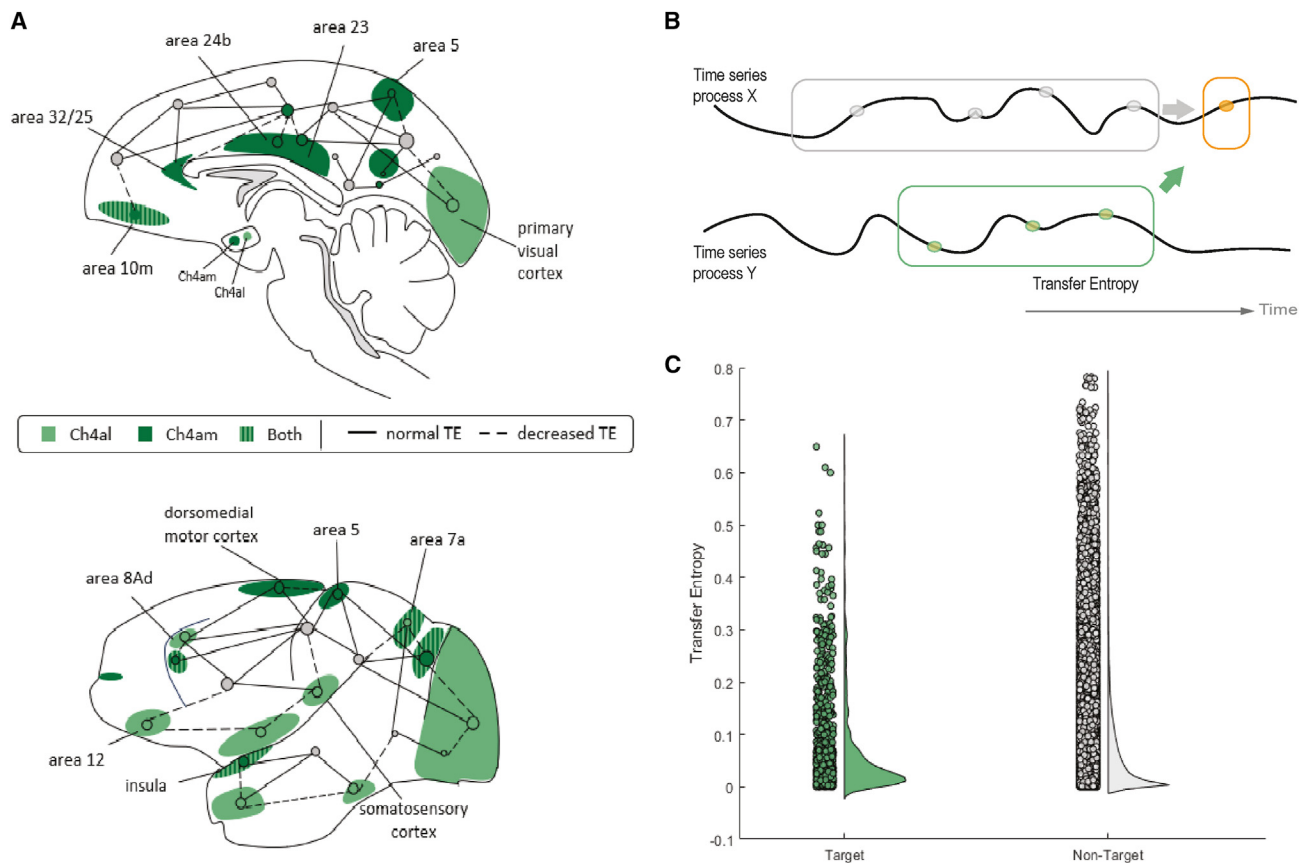 A
area 24b
area 23
area 5
area 32/25
area 10m
Ch4am
Ch4al
primary
visual
cortex
Ch4al
Ch4am
Both
normal TE
decreased TE
dorsomedial
motor cortex
area 5
area 7a
area 8Ad
area 12
insula
somatosensory
cortex
B
Time series
process X
Time series
process Y
Transfer Entropy
Time
C
Transfer Entropy
0.8
0.7
0.6
0.5
0.4
0.3
0.2
0.1
0
-0.1
Target
Non-Target